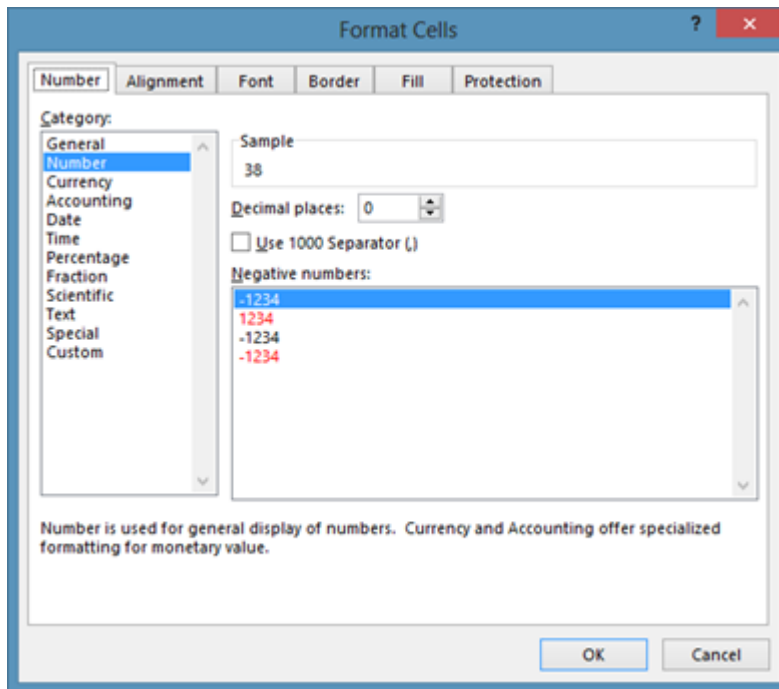 Format Cells
?
Number Alignment Font Border Fill Protection
Category:
General
Number
Currency
Accounting
Date
Time
Percentage
Fraction
Scientific
Text
Special
Custom
Sample
38
Decimal places: 0
Use 1000 Separator (,)
Negative numbers:
-1234
1234
-1234
-1234
Number is used for general display of numbers. Currency and Accounting offer specialized
formatting for monetary value.
OK Cancel